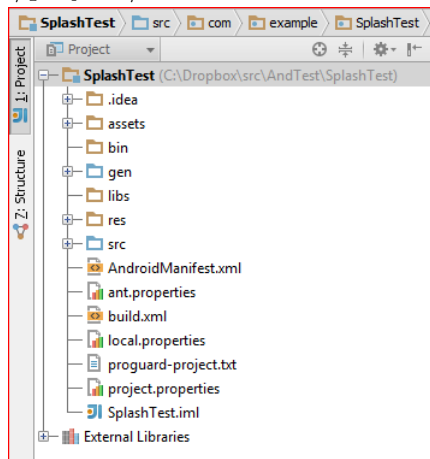 SplashTest src com example SplashTest
Project
SplashTest (C:\Dropbox\src\AndTest\SplashTest)
.idea
assets
bin
gen
libs
res
src
AndroidManifest.xml
ant.properties
build.xml
local.properties
proguard-project.txt
project.properties
SplashTest.iml
External Libraries
1: Project
7: Structure